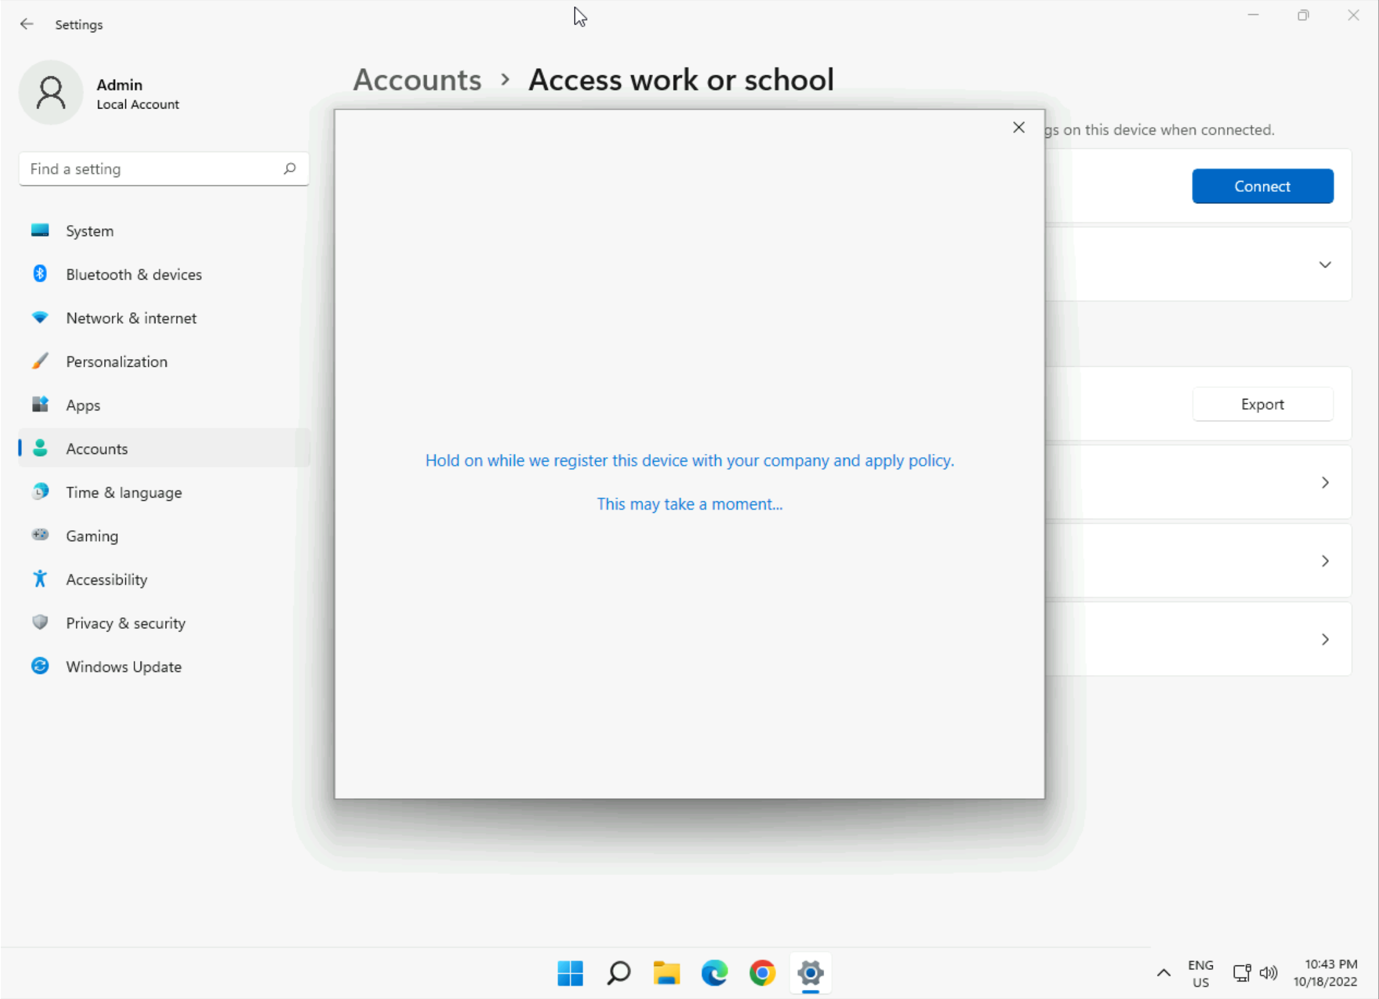 Settings
Admin
Local Account
Accounts > Access work or school
gs on this device when connected.
Find a setting
Connect
System
Bluetooth & devices
Network & internet
Personalization
Apps
Export
Accounts
Hold on while we register this device with your company and apply policy.
Time & language
This may take a moment...
Gaming
Accessibility
Privacy & security
Windows Update
ENG
US
10:43 PM
10/18/2022